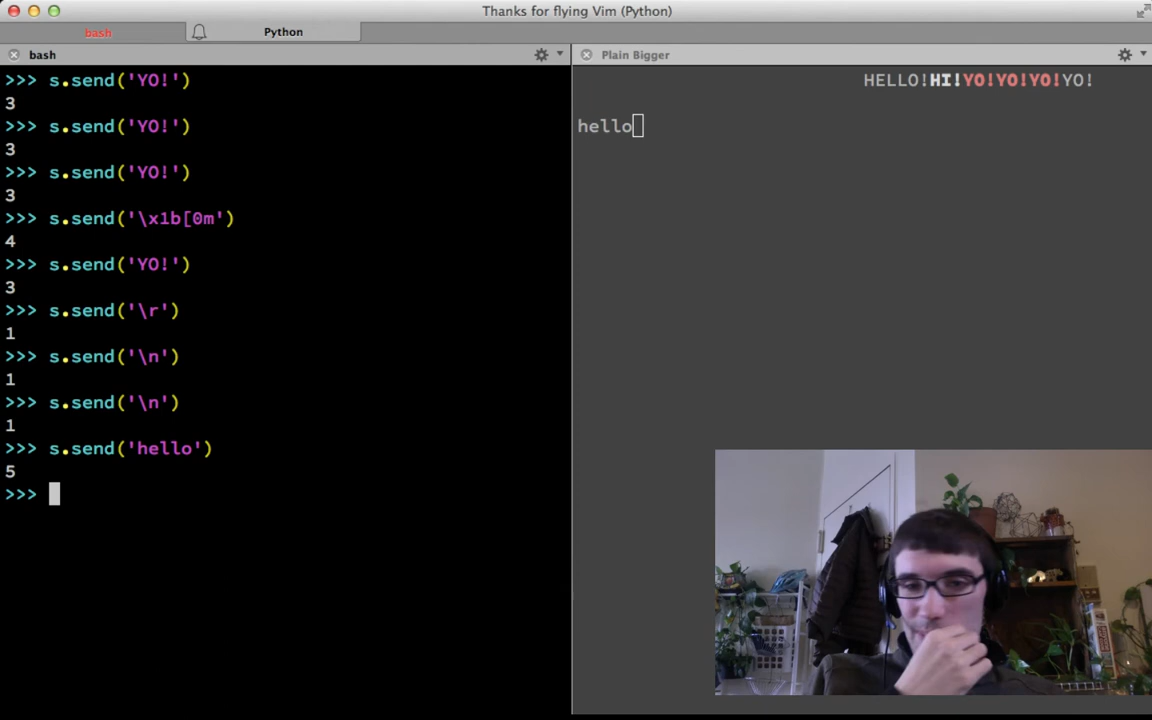 Thanks for flying Vim (Python)
bash
Python
bash
>>> s.send('YO!')
3
>>> s.send('YO!')
3
>>> s.send('YO!')
3
>>> s.send('\x1b[0m')
4
>>> s.send('YO!')
3
>>> s.send('\r')
1
>>> s.send('\n')
1
>>> s.send('\n')
1
>>> s.send('hello')
5
>>>
Plain Bigger
HELLO!HI!YO!YO!YO!YO!
hello